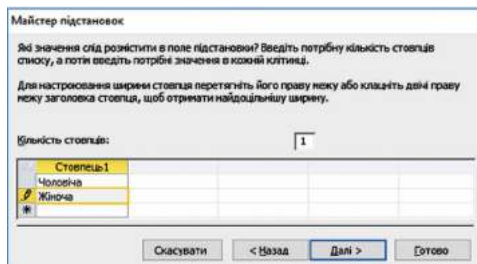 Майстер підстановок
Які значення слід розмістити в поле підстановки? Введіть потрібну кількість стовпців
списку, а потім введіть потрібні значення в кожній клітинці.
Для настроювання ширини стовпця перетягніть його праву межу або клацніть двічі праву
межу заголовка стовпця, щоб отримати найдоцільнішу ширину.
Кількість стовпців: 1
Стовпець1
Чоловіча
Жіноча
Скасувати < Назад Далі > Готово